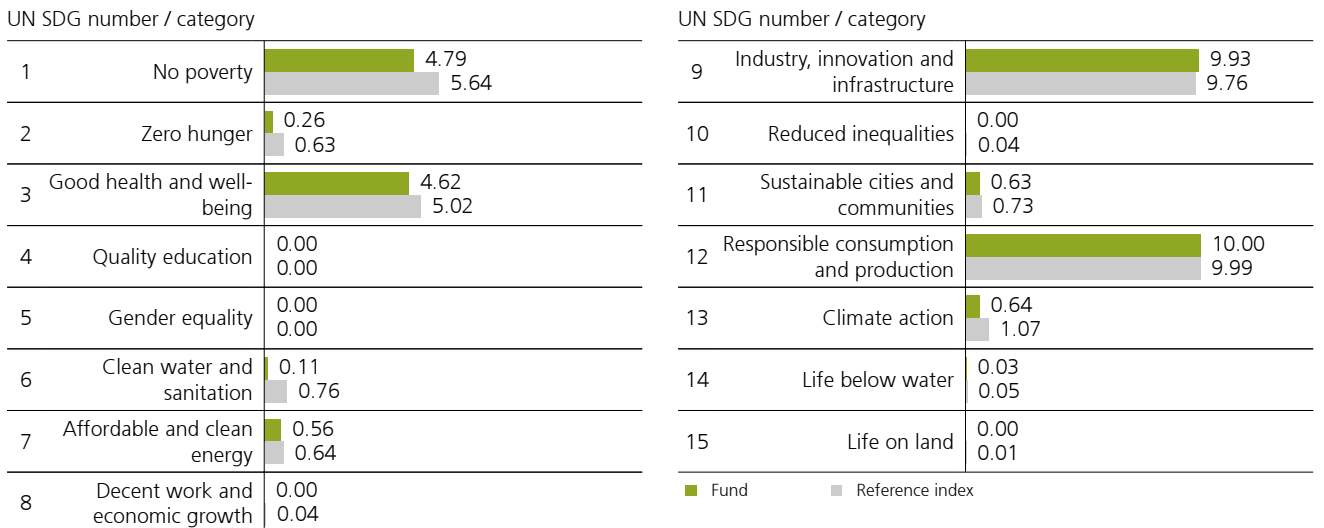 UN SDG number / category
1
No poverty
4.79
5.64
2
Zero hunger
0.26
0.63
3
Good health and well-
being
4.62
5.02
4
Quality education
0.00
0.00
5
Gender equality
0.00
0.00
6
Clean water and
sanitation
0.11
0.76
7
Affordable and clean
energy
0.56
0.64
8
Decent work and
economic growth
0.00
0.04
UN SDG number / category
9
Industry, innovation and
infrastructure
9.93
9.76
10
Reduced inequalities
0.00
0.04
11
Sustainable cities and
communities
0.63
0.73
12
Responsible consumption
and production
10.00
9.99
13
Climate action
0.64
1.07
14
Life below water
0.03
0.05
15
Life on land
0.00
0.01
Fund
Reference index